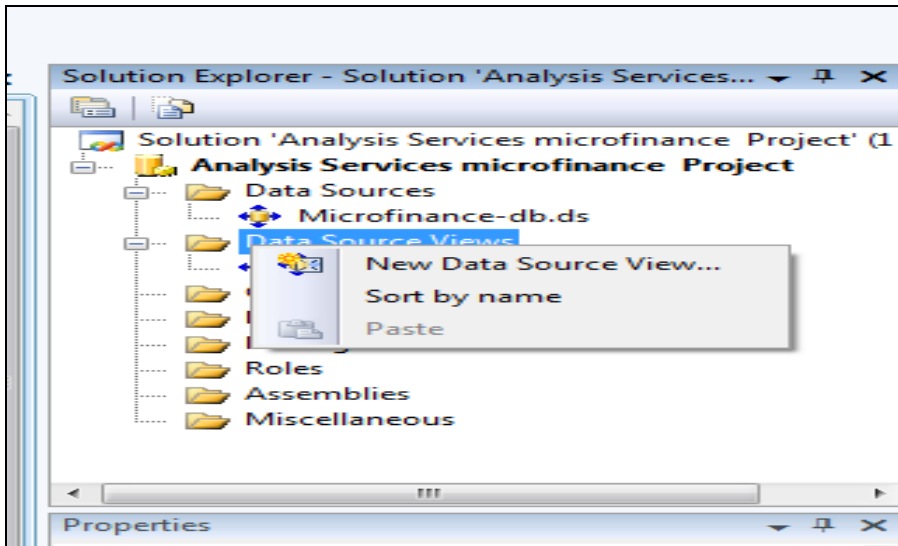 Solution Explorer - Solution 'Analysis Services...
Solution 'Analysis Services microfinance Project' (1
Analysis Services microfinance Project
Data Sources
Microfinance-db.ds
Data Source Views
New Data Source View...
Sort by name
Paste
Roles
Assemblies
Miscellaneous
Properties